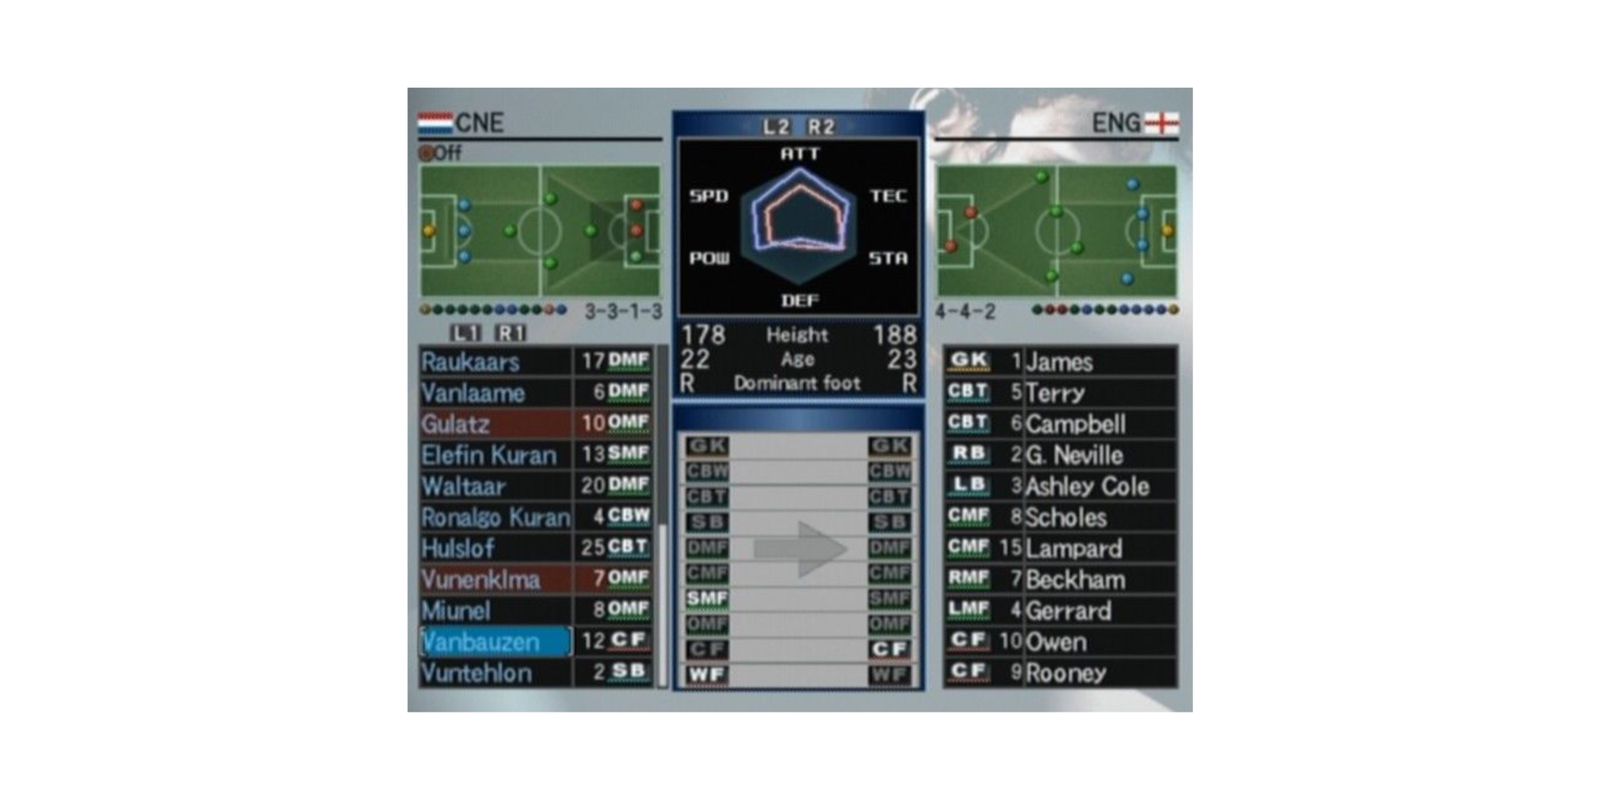 CNE
Off
3-3-1-3
L1 R1
Raukaars 17 DMF
Vanlaame 6 DMF
Gulatz 10 OMF
Elefin Kuran 13 SMF
Waltaar 20 DMF
Ronalgo Kuran 4 CBW
Hulslof 25 CBT
Vunenklma 7 OMF
Miunel 8 OMF
Vanbauzen 12 CF
Vuntehlon 2 SB
L2 R2
ATT
SPD TEC
POW STA
DEF
178 Height 188
22 Age 23
R Dominant foot R
GK GK
CBW CBW
CBT CBT
SB SB
DMF DMF
CMF CMF
SMF SMF
OMF OMF
CF CF
WF WF
ENG
4-4-2
GK 1 James
CBT 5 Terry
CBT 6 Campbell
RB 2 G. Neville
LB 3 Ashley Cole
CMF 8 Scholes
CMF 15 Lampard
RMF 7 Beckham
LMF 4 Gerrard
CF 10 Owen
CF 9 Rooney